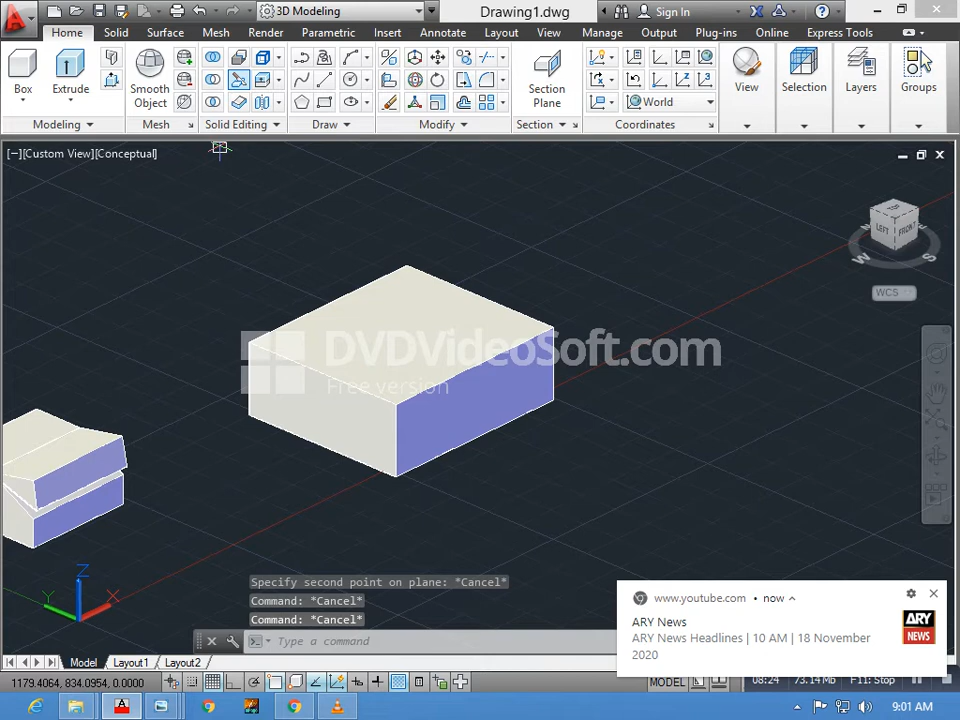 3D Modeling
Drawing1.dwg
Sign In
Home Solid Surface Mesh Render Parametric Insert Annotate Layout View Manage Output Plug-ins Online Express Tools
Box
Extrude
Smooth
Object
Section
Plane
World
View
Selection
Layers
Groups
Modeling
Mesh
Solid Editing
Draw
Modify
Section
Coordinates
[−][Custom View][Conceptual]
TOP
LEFT
FRONT
W
S
WCS
DVDVideoSoft.com
Free version
Z
Y
X
Specify second point on plane: *Cancel*
Command: *Cancel*
Command: *Cancel*
Type a command
www.youtube.com • now
ARY News
ARY News Headlines | 10 AM | 18 November
2020
ARY
NEWS
Model Layout1 Layout2
1179.4064, 834.0954, 0.0000
MODEL
08:24 73.14 Mb F11: Stop
9:01 AM